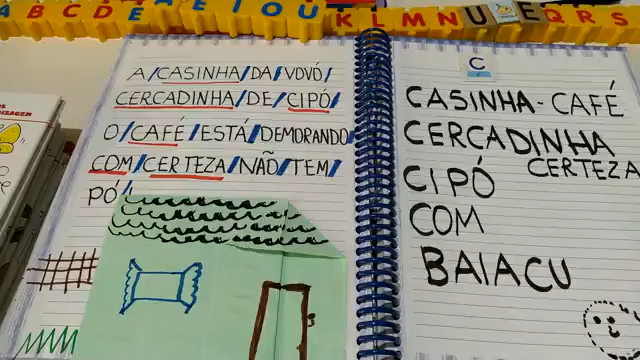 A B C D E I O U K L M N U E Q R S
A/CASINHA/DA/VOVÓ/
CERCADINHA/DE/CIPÓ/
O/CAFÉ/ESTÁ/DEMORANDO/
COM/CERTEZA/NÃO/TEM/
PÓ/
C
CASINHA - CAFÉ
CERCADINHA
CERTEZA
CIPÓ
COM
BAIACU